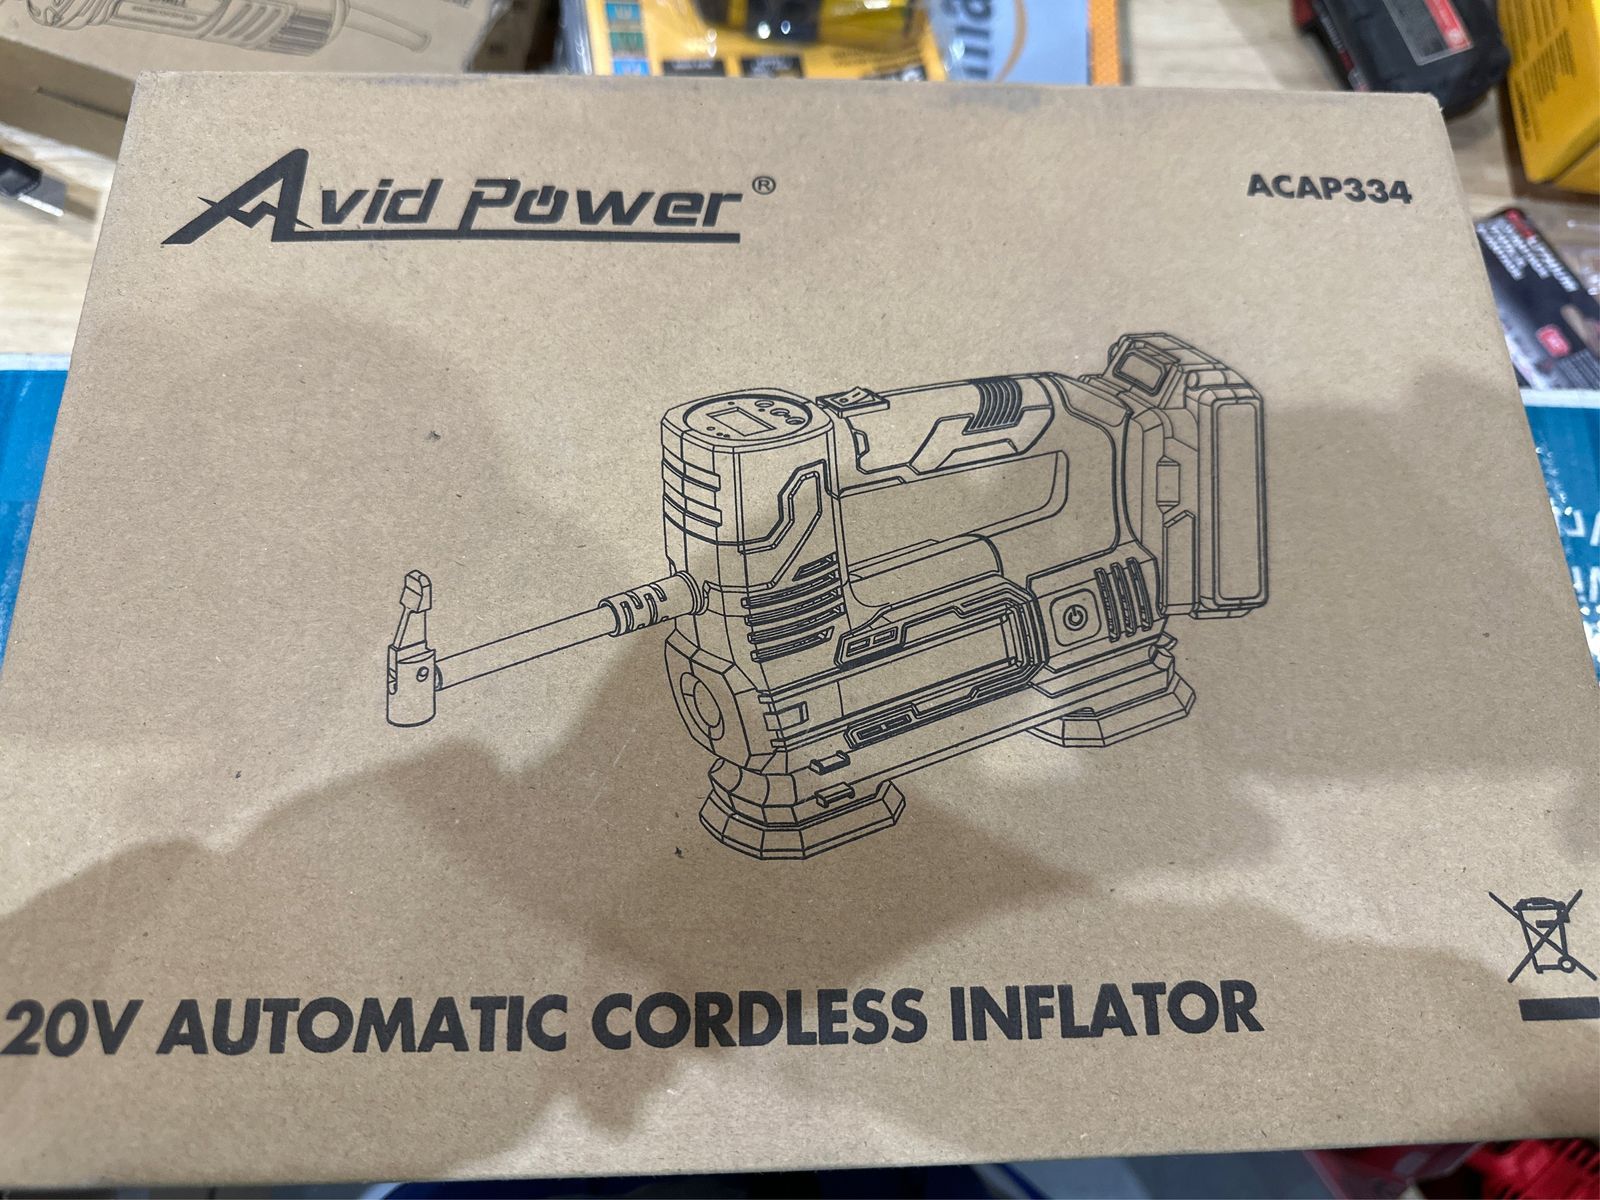 Avid Power®
ACAP334
20V AUTOMATIC CORDLESS INFLATOR